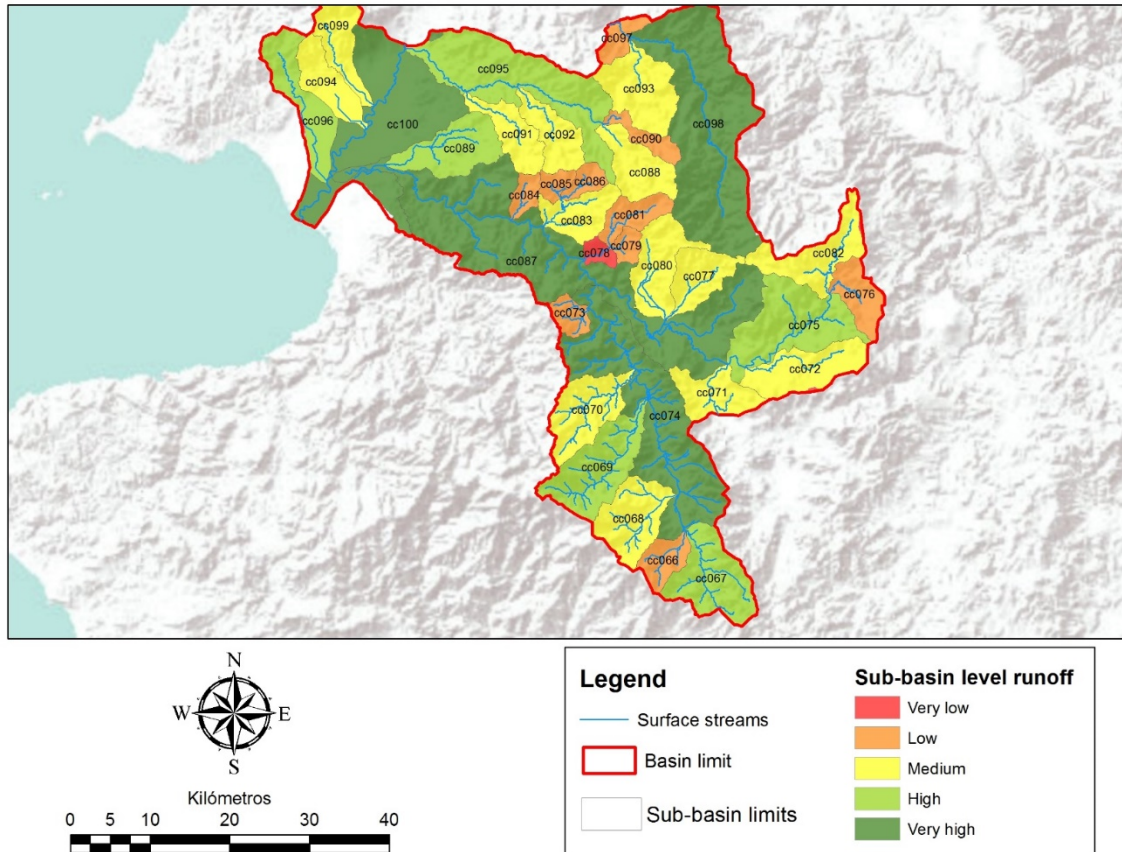 cc099
cc097
cc095
cc094
cc093
cc096
cc100
cc091
cc092
cc090
cc098
cc089
cc088
cc085
cc086
cc084
cc083
cc081
cc079
cc078
cc087
cc080
cc077
cc082
cc076
cc073
cc075
cc072
cc071
cc070
cc074
cc069
cc068
cc066
cc067
N
W
E
S
Kilómetros
0 5 10 20 30 40
Legend
Surface streams
Basin limit
Sub-basin limits
Sub-basin level runoff
Very low
Low
Medium
High
Very high